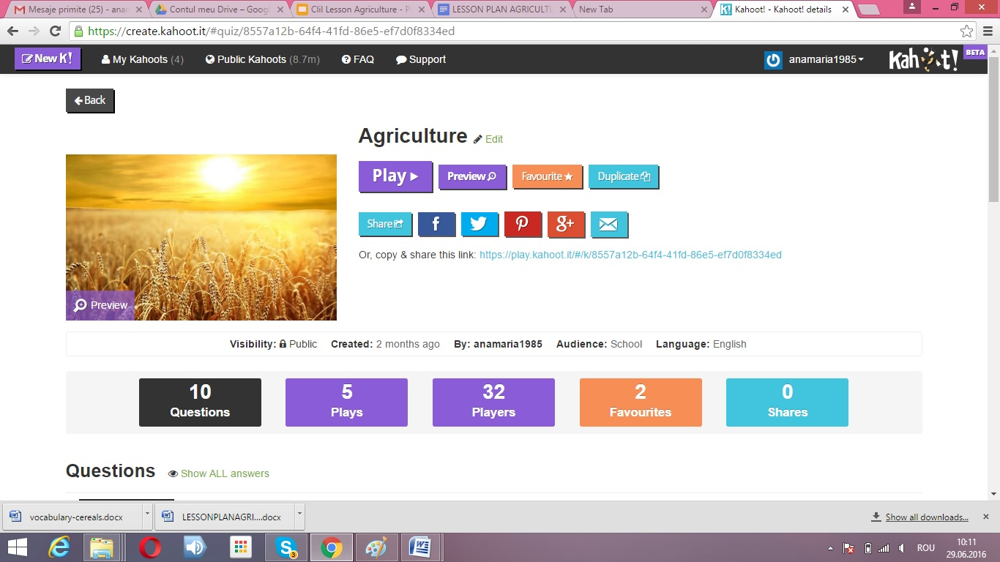 Mesaje primite (25) - anar
Contul meu Drive – Googl
Clil Lesson Agriculture - P
LESSON PLAN AGRICULTU
New Tab
Kahoot! - Kahoot! details
https://create.kahoot.it/#quiz/8557a12b-64f4-41fd-86e5-ef7d0f8334ed
New K! My Kahoots (4) Public Kahoots (8.7m) FAQ Support anamaria1985 Kahoot! BETA
Back
Agriculture Edit
Play Preview Favourite Duplicate
Share f g+
Or, copy & share this link: https://play.kahoot.it/#/k/8557a12b-64f4-41fd-86e5-ef7d0f8334ed
Preview
Visibility: Public Created: 2 months ago By: anamaria1985 Audience: School Language: English
10 5 32 2 0
Questions Plays Players Favourites Shares
Questions Show ALL answers
vocabulary-cereals.docx LESSONPLANAGRI....docx Show all downloads...
3 ROU 10:11
29.06.2016